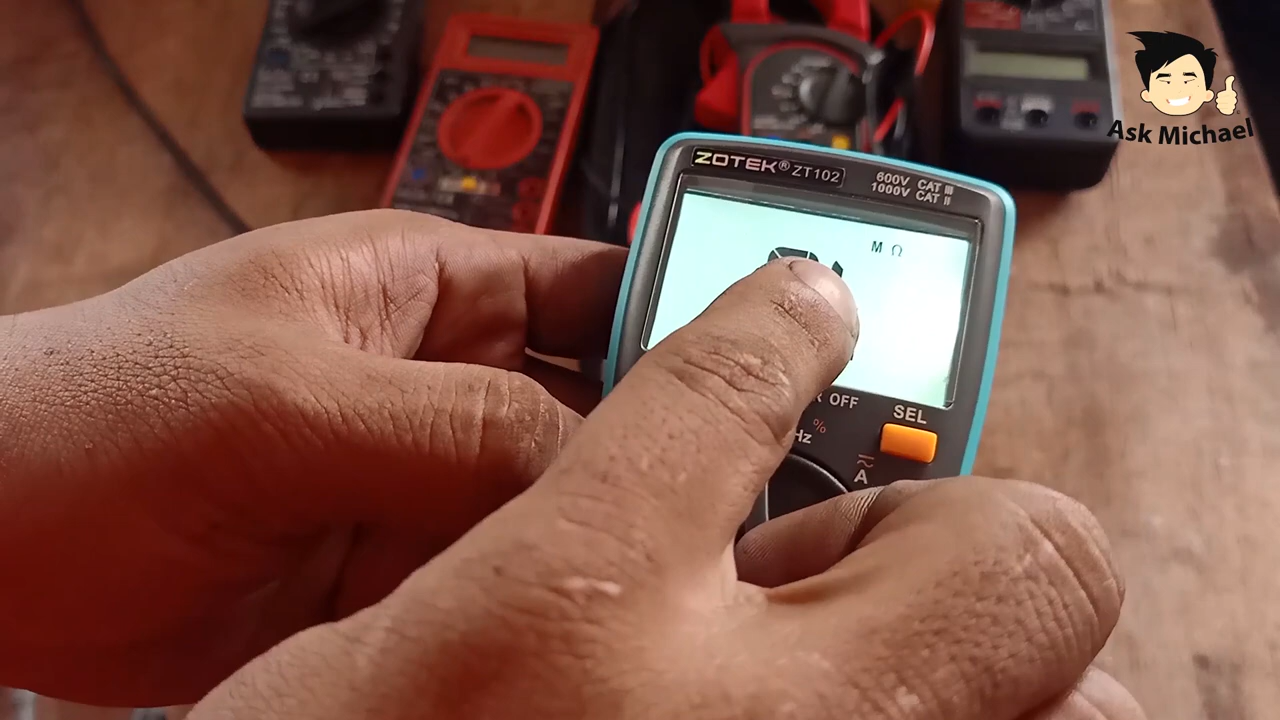 Ask Michael
ZOTEK® ZT102
600V CAT III
1000V CAT II
M Ω
OFF
SEL
Hz %
A